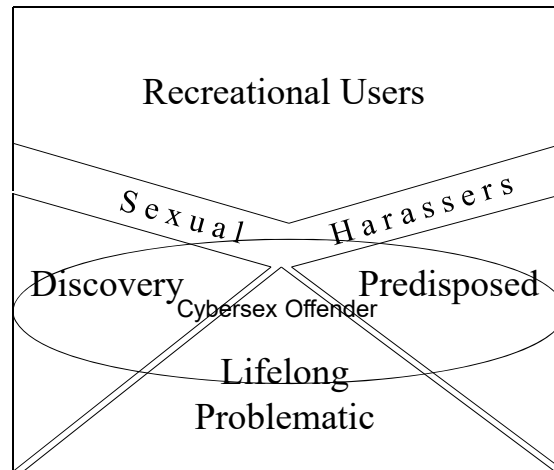 Recreational Users
Sexual Harassers
Discovery
Predisposed
Cybersex Offender
Lifelong
Problematic